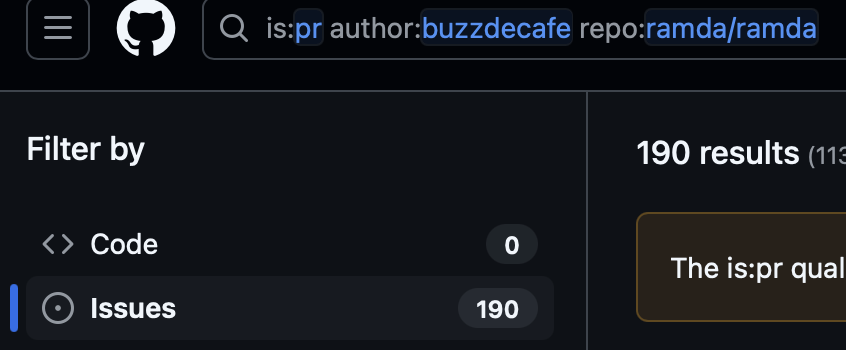 is:pr author:buzzdecafe repo:ramda/ramda
Filter by
190 results (113
Code 0
The is:pr qual
Issues 190